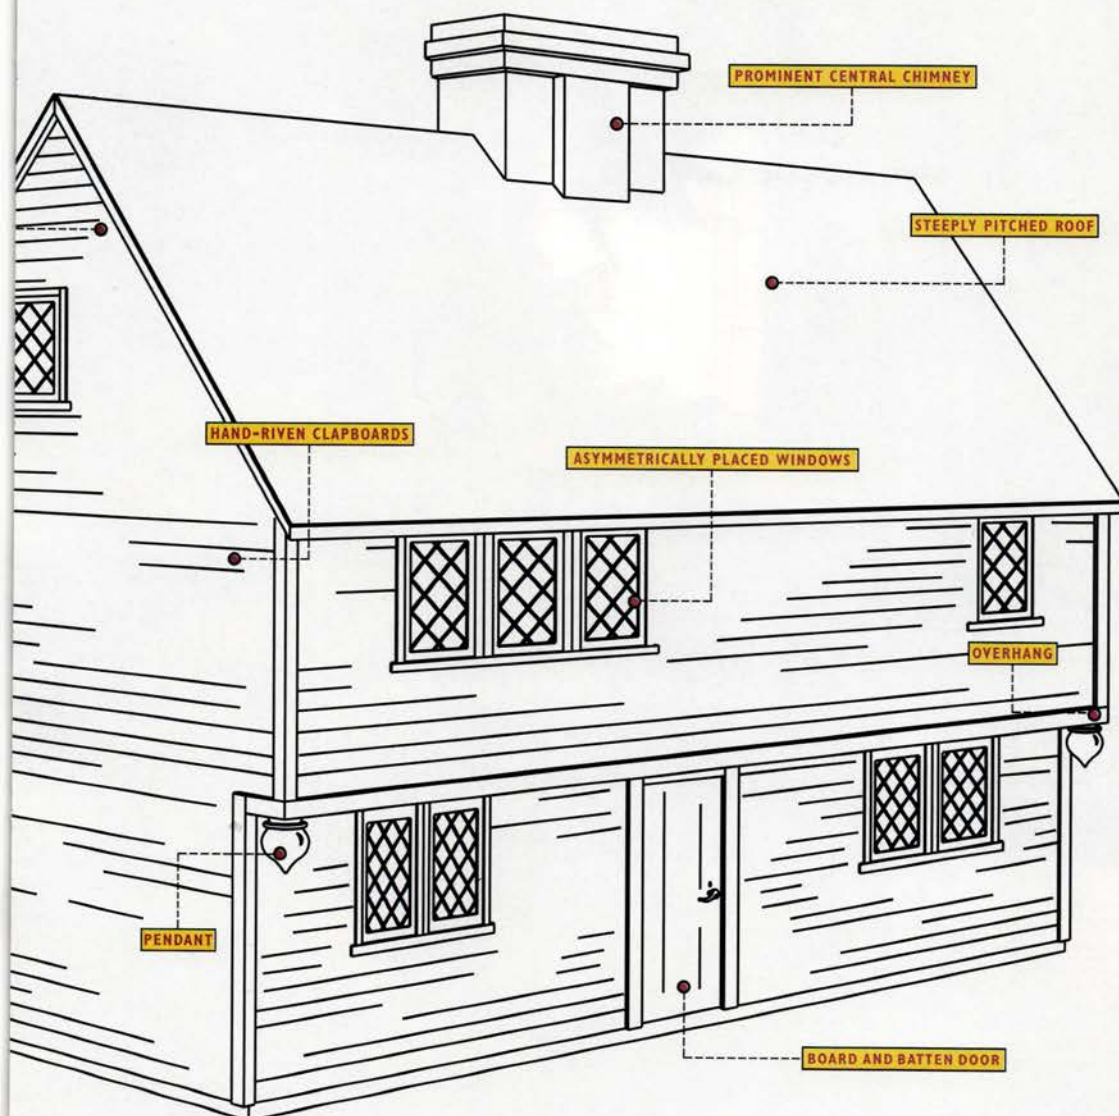 PROMINENT CENTRAL CHIMNEY
STEEPLY PITCHED ROOF
HAND-RIVEN CLAPBOARDS
ASYMMETRICALLY PLACED WINDOWS
OVERHANG
PENDANT
BOARD AND BATTEN DOOR